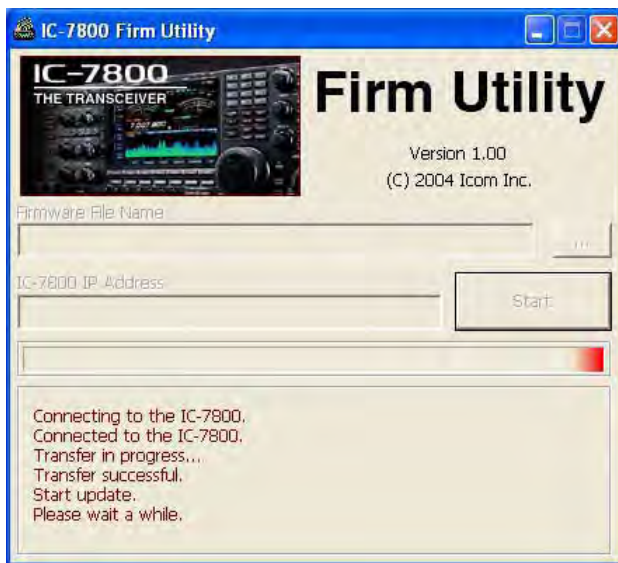 IC-7800 Firm Utility
IC-7800
THE TRANSCEIVER
Firm Utility
Version 1.00
(C) 2004 Icom Inc.
Firmware File Name
...
IC-7800 IP Address
Start
Connecting to the IC-7800.
Connected to the IC-7800.
Transfer in progress...
Transfer successful.
Start update.
Please wait a while.